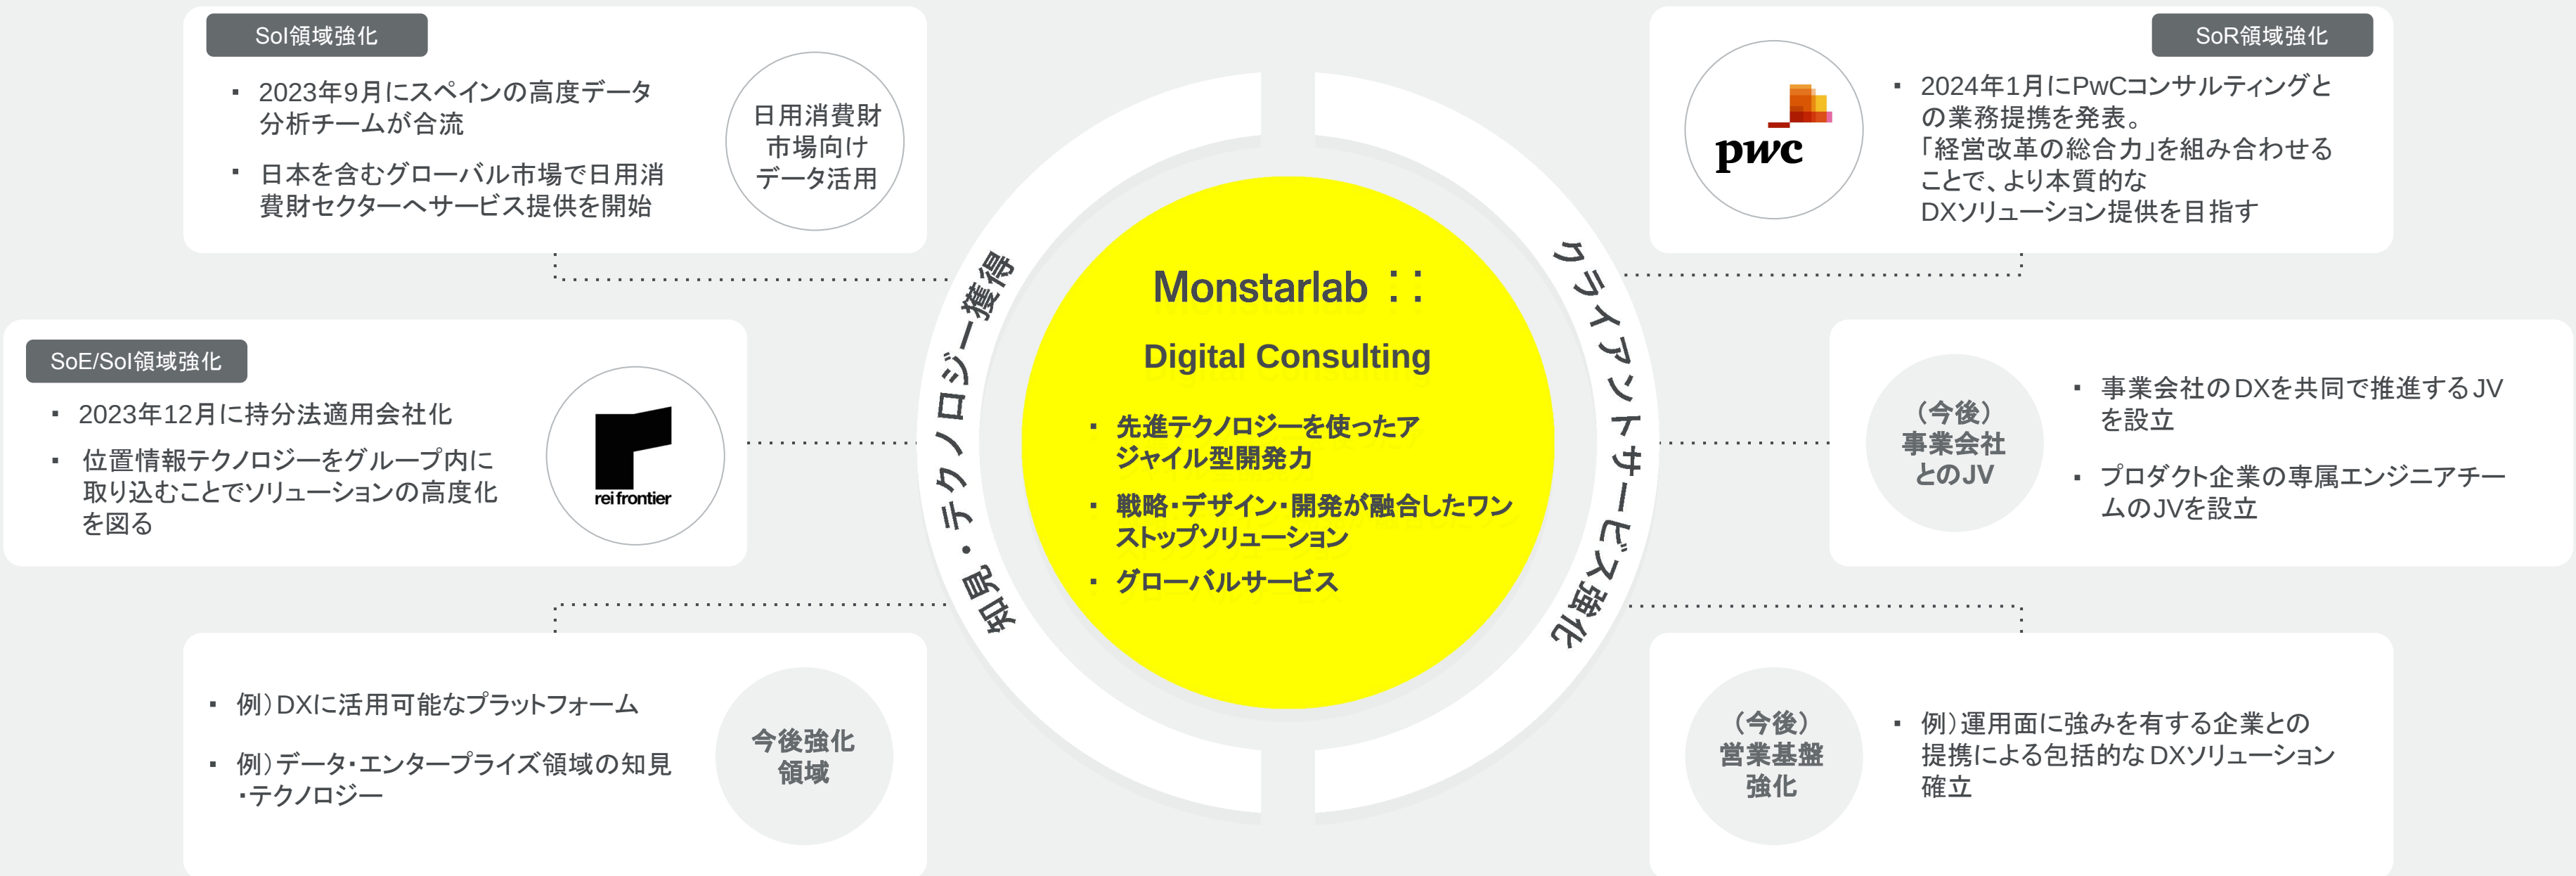 SoI領域強化
▪ 2023年9月にスペインの高度データ
分析チームが合流
▪ 日本を含むグローバル市場で日用消
費財セクターへサービス提供を開始
日用消費財
市場向け
データ活用
SoE/SoI領域強化
▪ 2023年12月に持分法適用会社化
▪ 位置情報テクノロジーをグループ内に
取り込むことでソリューションの高度化
を図る
rei frontier
▪ 例）DXに活用可能なプラットフォーム
▪ 例）データ・エンタープライズ領域の知見
・テクノロジー
今後強化
領域
知見・テクノロジー獲得
Monstarlab
Digital Consulting
▪ 先進テクノロジーを使ったア
ジャイル型開発力
▪ 戦略・デザイン・開発が融合したワン
ストップソリューション
▪ グローバルサービス
クライアントサービス強化
SoR領域強化
pwc
▪ 2024年1月にPwCコンサルティングと
の業務提携を発表。
「経営改革の総合力」を組み合わせる
ことで、より本質的な
DXソリューション提供を目指す
（今後）
事業会社
とのJV
▪ 事業会社のDXを共同で推進するJV
を設立
▪ プロダクト企業の専属エンジニアチー
ムのJVを設立
（今後）
営業基盤
強化
▪ 例）運用面に強みを有する企業との
提携による包括的なDXソリューション
確立